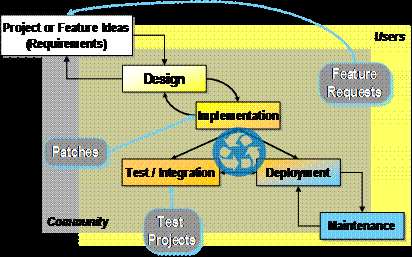 Project or Feature Ideas
(Requirements)
Users
Design
Feature
Requests
Implementation
Patches
Test / Integration
Deployment
Community
Test
Projects
Maintenance